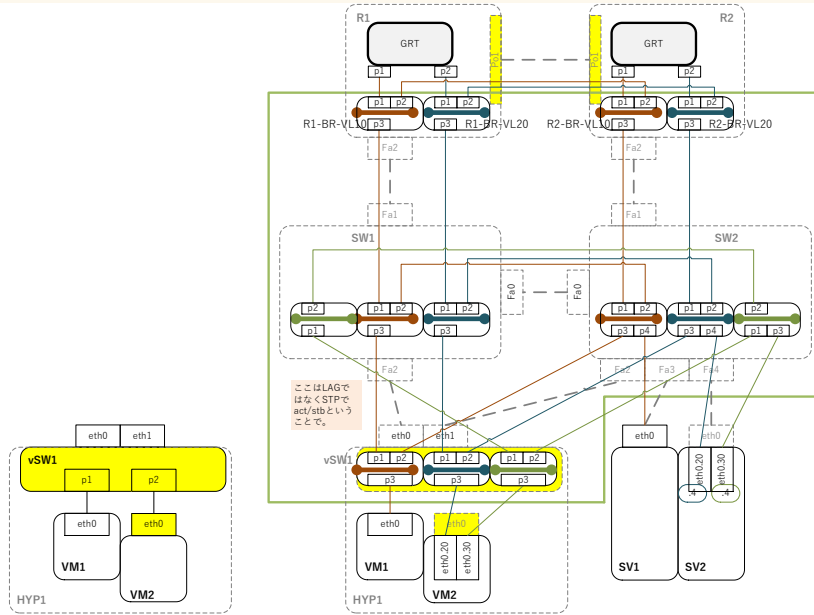 R1
R2
GRT
GRT
Po1
Po1
p1
p2
p1
p2
p1
p2
p1
p2
p1
p2
p1
p2
R1-BR-VL10
p3
p3
R1-BR-VL20
R2-BR-VL10
p3
p3
R2-BR-VL20
Fa2
Fa2
Fa1
Fa1
SW1
SW2
Fa0
Fa0
p2
p1
p2
p1
p2
p1
p2
p1
p2
p2
p1
p3
p3
p3
p4
p3
p4
p1
p3
Fa2
Fa2
Fa3
Fa4
ここはLAGで
はなくSTPで
act/stbという
ことで。
eth0
eth1
eth0
eth1
eth0
eth0
vSW1
p1
p2
vSW1
p1
p2
p1
p2
p1
p2
p3
p3
p3
eth0.20
eth0.30
.4
.4
eth0
eth0
eth0
eth0
eth0.20
eth0.30
VM1
VM2
VM1
VM2
SV1
SV2
HYP1
HYP1